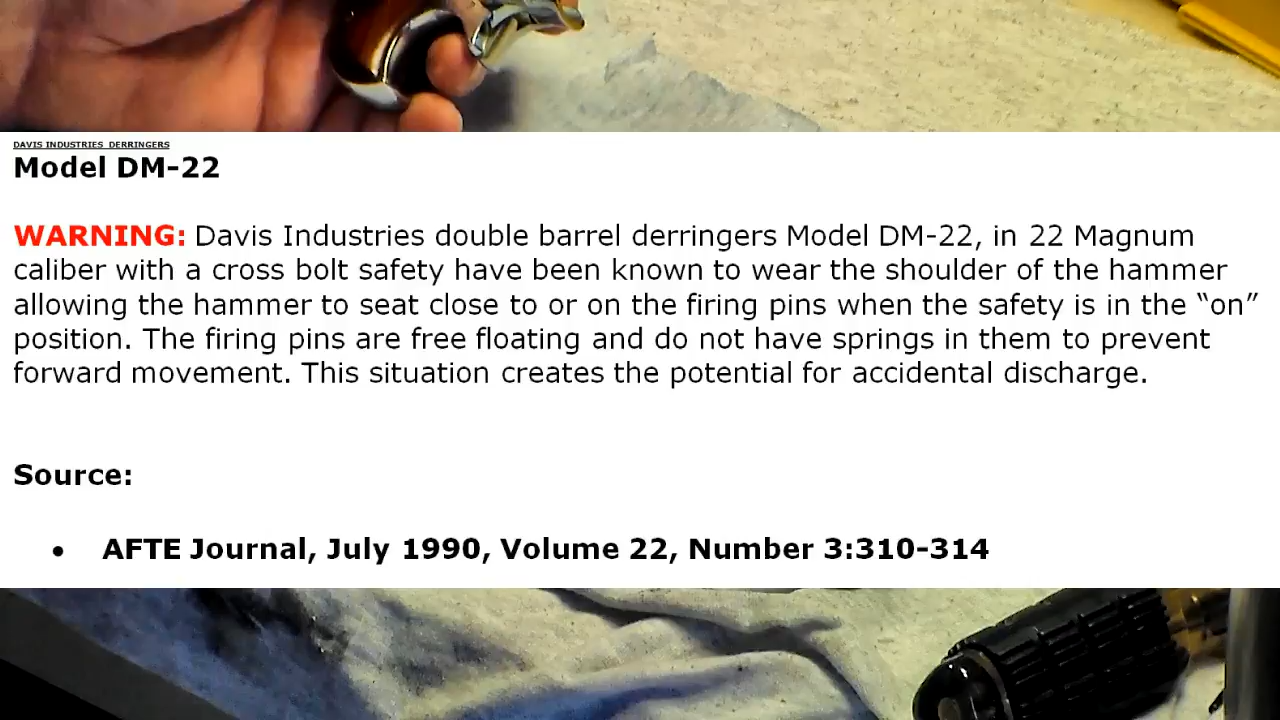 DAVIS INDUSTRIES DERRINGERS
Model DM-22
WARNING: Davis Industries double barrel derringers Model DM-22, in 22 Magnum
caliber with a cross bolt safety have been known to wear the shoulder of the hammer
allowing the hammer to seat close to or on the firing pins when the safety is in the “on”
position. The firing pins are free floating and do not have springs in them to prevent
forward movement. This situation creates the potential for accidental discharge.
Source:
• AFTE Journal, July 1990, Volume 22, Number 3:310-314